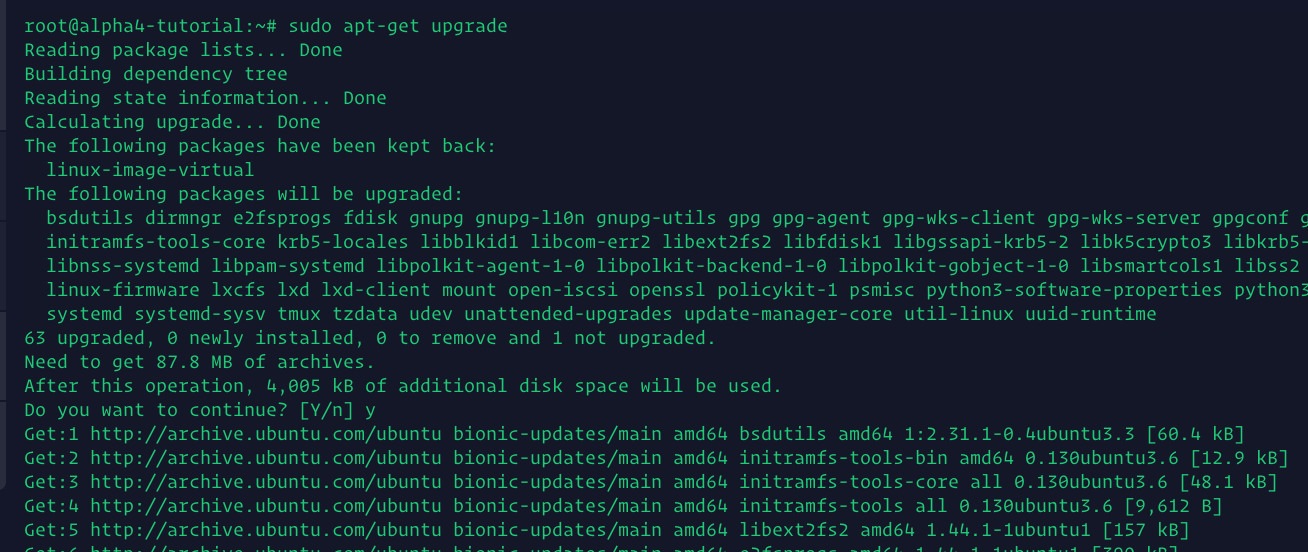 root@alpha4-tutorial:~# sudo apt-get upgrade
Reading package lists... Done
Building dependency tree
Reading state information... Done
Calculating upgrade... Done
The following packages have been kept back:
  linux-image-virtual
The following packages will be upgraded:
  bsdutils dirmngr e2fsprogs fdisk gnupg gnupg-l10n gnupg-utils gpg gpg-agent gpg-wks-client gpg-wks-server gpgconf
  initramfs-tools-core krb5-locales libblkid1 libcom-err2 libext2fs2 libfdisk1 libgssapi-krb5-2 libk5crypto3 libkrb5-
  libnss-systemd libpam-systemd libpolkit-agent-1-0 libpolkit-backend-1-0 libpolkit-gobject-1-0 libsmartcols1 libss2
  linux-firmware lxcfs lxd lxd-client mount open-iscsi openssl policykit-1 psmisc python3-software-properties python3
  systemd systemd-sysv tmux tzdata udev unattended-upgrades update-manager-core util-linux uuid-runtime
63 upgraded, 0 newly installed, 0 to remove and 1 not upgraded.
Need to get 87.8 MB of archives.
After this operation, 4,005 kB of additional disk space will be used.
Do you want to continue? [Y/n] y
Get:1 http://archive.ubuntu.com/ubuntu bionic-updates/main amd64 bsdutils amd64 1:2.31.1-0.4ubuntu3.3 [60.4 kB]
Get:2 http://archive.ubuntu.com/ubuntu bionic-updates/main amd64 initramfs-tools-bin amd64 0.130ubuntu3.6 [12.9 kB]
Get:3 http://archive.ubuntu.com/ubuntu bionic-updates/main amd64 initramfs-tools-core all 0.130ubuntu3.6 [48.1 kB]
Get:4 http://archive.ubuntu.com/ubuntu bionic-updates/main amd64 initramfs-tools all 0.130ubuntu3.6 [9,612 B]
Get:5 http://archive.ubuntu.com/ubuntu bionic-updates/main amd64 libext2fs2 amd64 1.44.1-1ubuntu1 [157 kB]